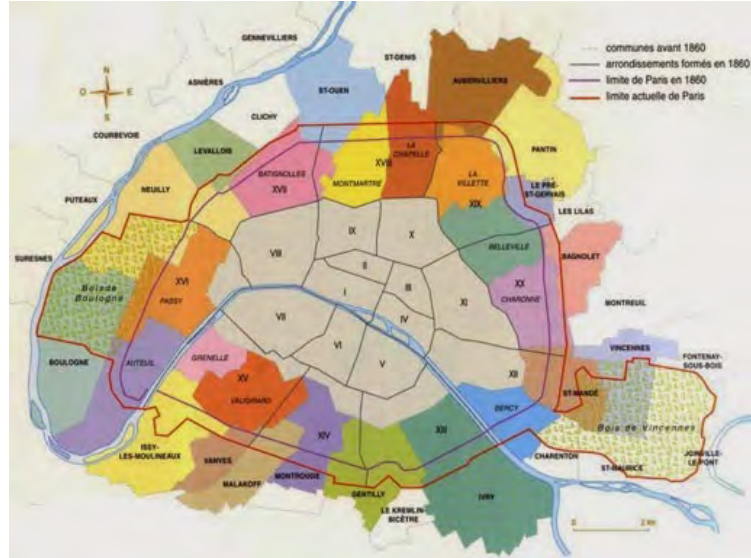 GENNEVILLIERS
ST-DENIS
AUBERVILLIERS
communes avant 1860
arrondissements formés en 1860
limite de Paris en 1860
limite actuelle de Paris
N
O
E
S
ASNIÈRES
ST-OUEN
CLICHY
COURBEVOIE
LEVALLOIS
LA
CHAPELLE
XVIII
MONTMARTRE
BATIGNOLLES
XVII
LA
VILLETTE
XIX
PANTIN
NEUILLY
PUTEAUX
LE PRÉ-
ST-GERVAIS
LES LILAS
SURESNES
BAGNOLET
BELLEVILLE
IX
X
VIII
II
III
I
IV
XI
XX
CHARONNE
XVI
PASSY
Bois de
Boulogne
MONTREUIL
VII
VI
V
XII
VINCENNES
FONTENAY-
SOUS-BOIS
BOULOGNE
AUTEUIL
GRENELLE
XV
VAUGIRARD
ST-MANDÉ
Bois de Vincennes
BERCY
XIV
XIII
CHARENTON
ST-MAURICE
JOINVILLE-
LE-PONT
ISSY-
LES-MOULINEAUX
VANVES
MALAKOFF
MONTROUGE
GENTILLY
LE KREMLIN-
BICÊTRE
IVRY
0 2 km